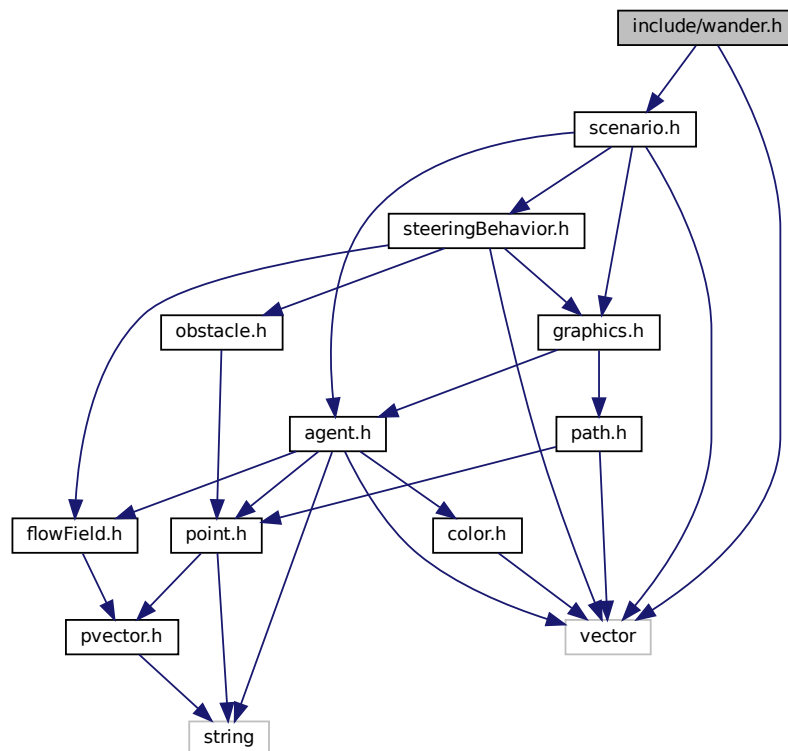 include/wander.h
scenario.h
steeringBehavior.h
obstacle.h
graphics.h
agent.h
path.h
flowField.h
point.h
color.h
pvector.h
vector
string